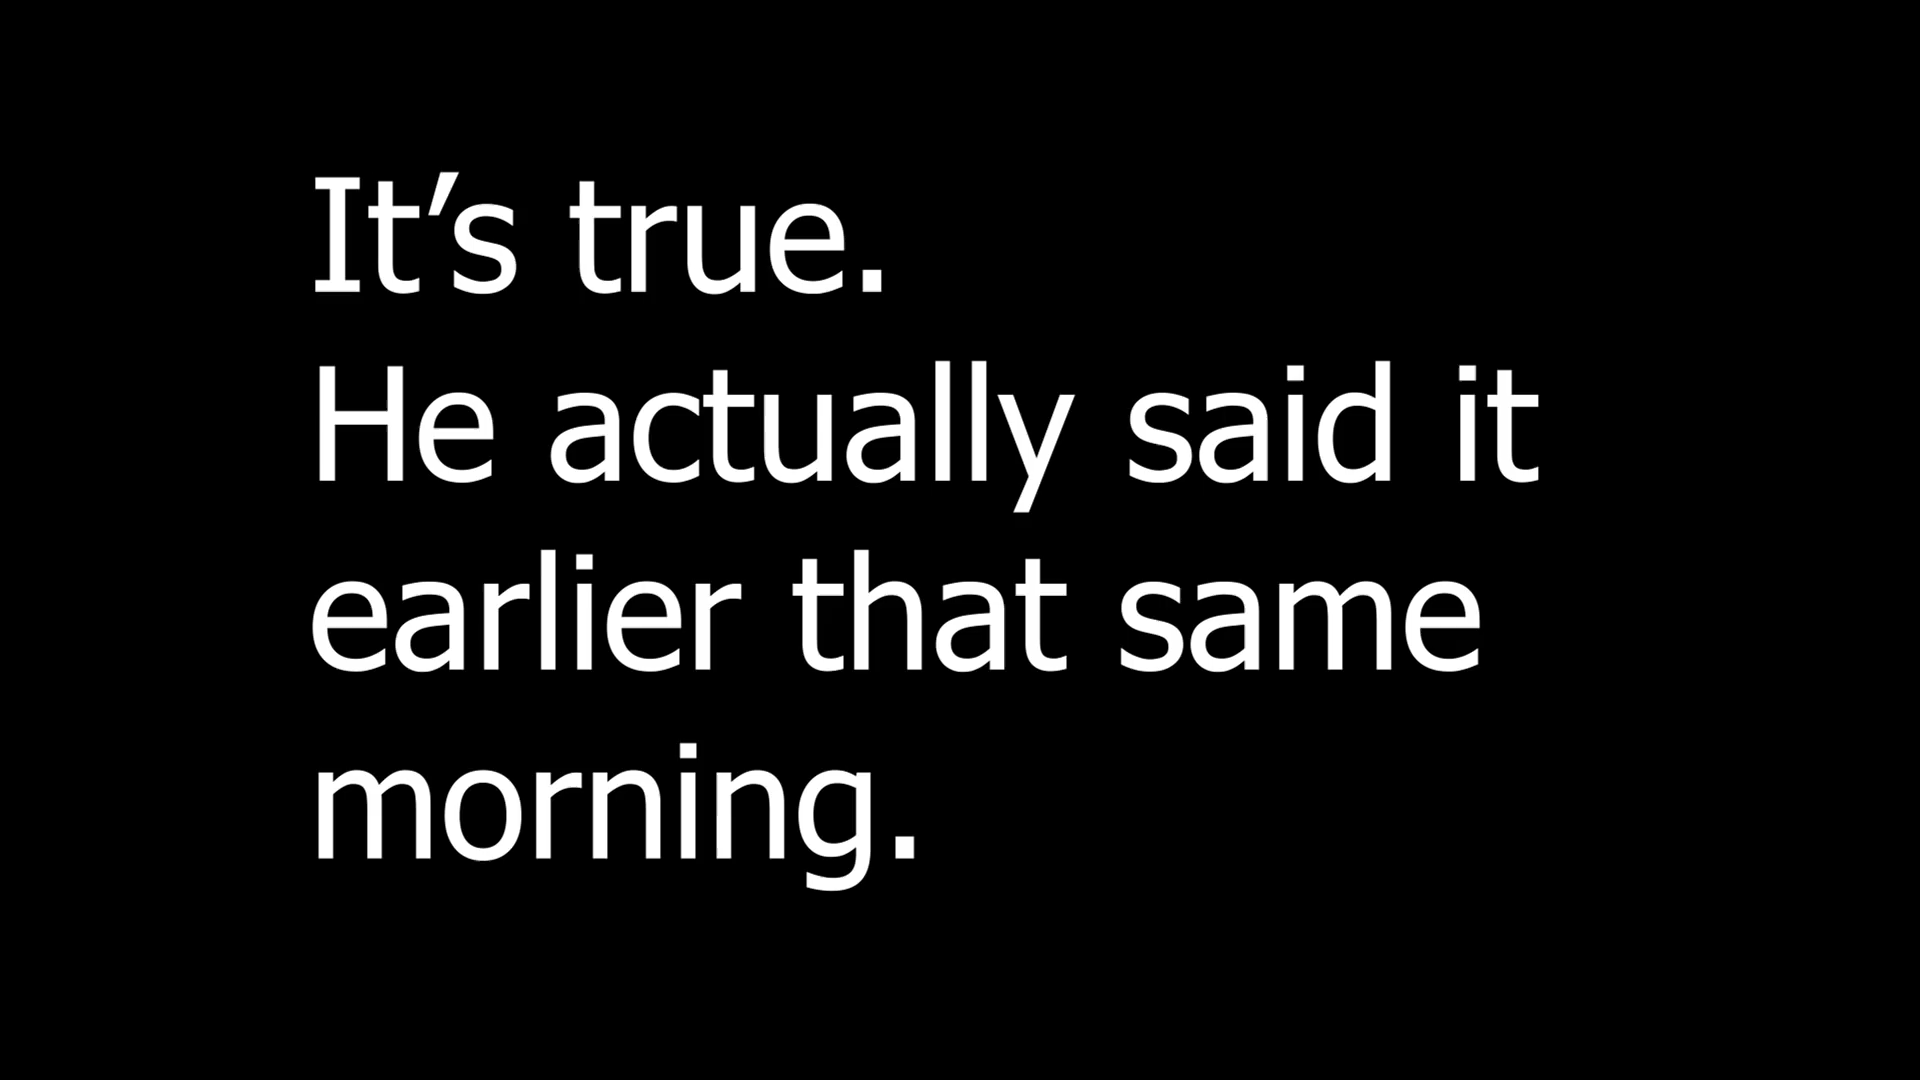 It’s true.
He actually said it
earlier that same
morning.